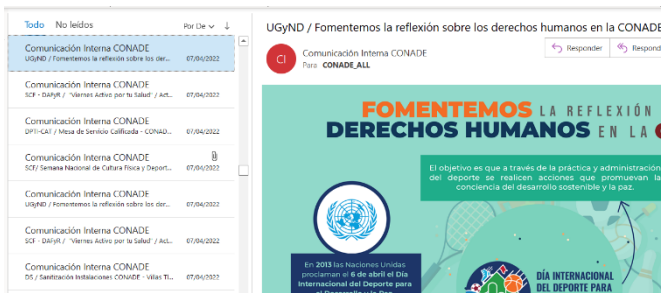 Todo No leídos Por De
Comunicación Interna CONADE
UGyND / Fomentemos la reflexión sobre los der... 07/04/2022
Comunicación Interna CONADE
SCF - DAFyR / "Viernes Activo por tu Salud" / Act... 07/04/2022
Comunicación Interna CONADE
DPTI-CAT / Mesa de Servicio Calificada - CONAD... 07/04/2022
Comunicación Interna CONADE
SCF/ Semana Nacional de Cultura Física y Deport... 07/04/2022
Comunicación Interna CONADE
UGyND / Fomentemos la reflexión sobre los der... 07/04/2022
Comunicación Interna CONADE
SCF - DAFyR / "Viernes Activo por tu Salud" / Act... 07/04/2022
Comunicación Interna CONADE
DS / Sanitización Instalaciones CONADE - Villas Tl... 07/04/2022
UGyND / Fomentemos la reflexión sobre los derechos humanos en la CONADE
CI
Comunicación Interna CONADE
Para CONADE_ALL
Responder Respond
FOMENTEMOS LA REFLEXIÓN
DERECHOS HUMANOS EN LA
El objetivo es que a través de la práctica y administración
del deporte se realicen acciones que promuevan la
conciencia del desarrollo sostenible y la paz.
En 2013 las Naciones Unidas
proclaman el 6 de abril el Día
Internacional del Deporte para
el Desarrollo y la Paz
DÍA INTERNACIONAL
DEL DEPORTE PARA